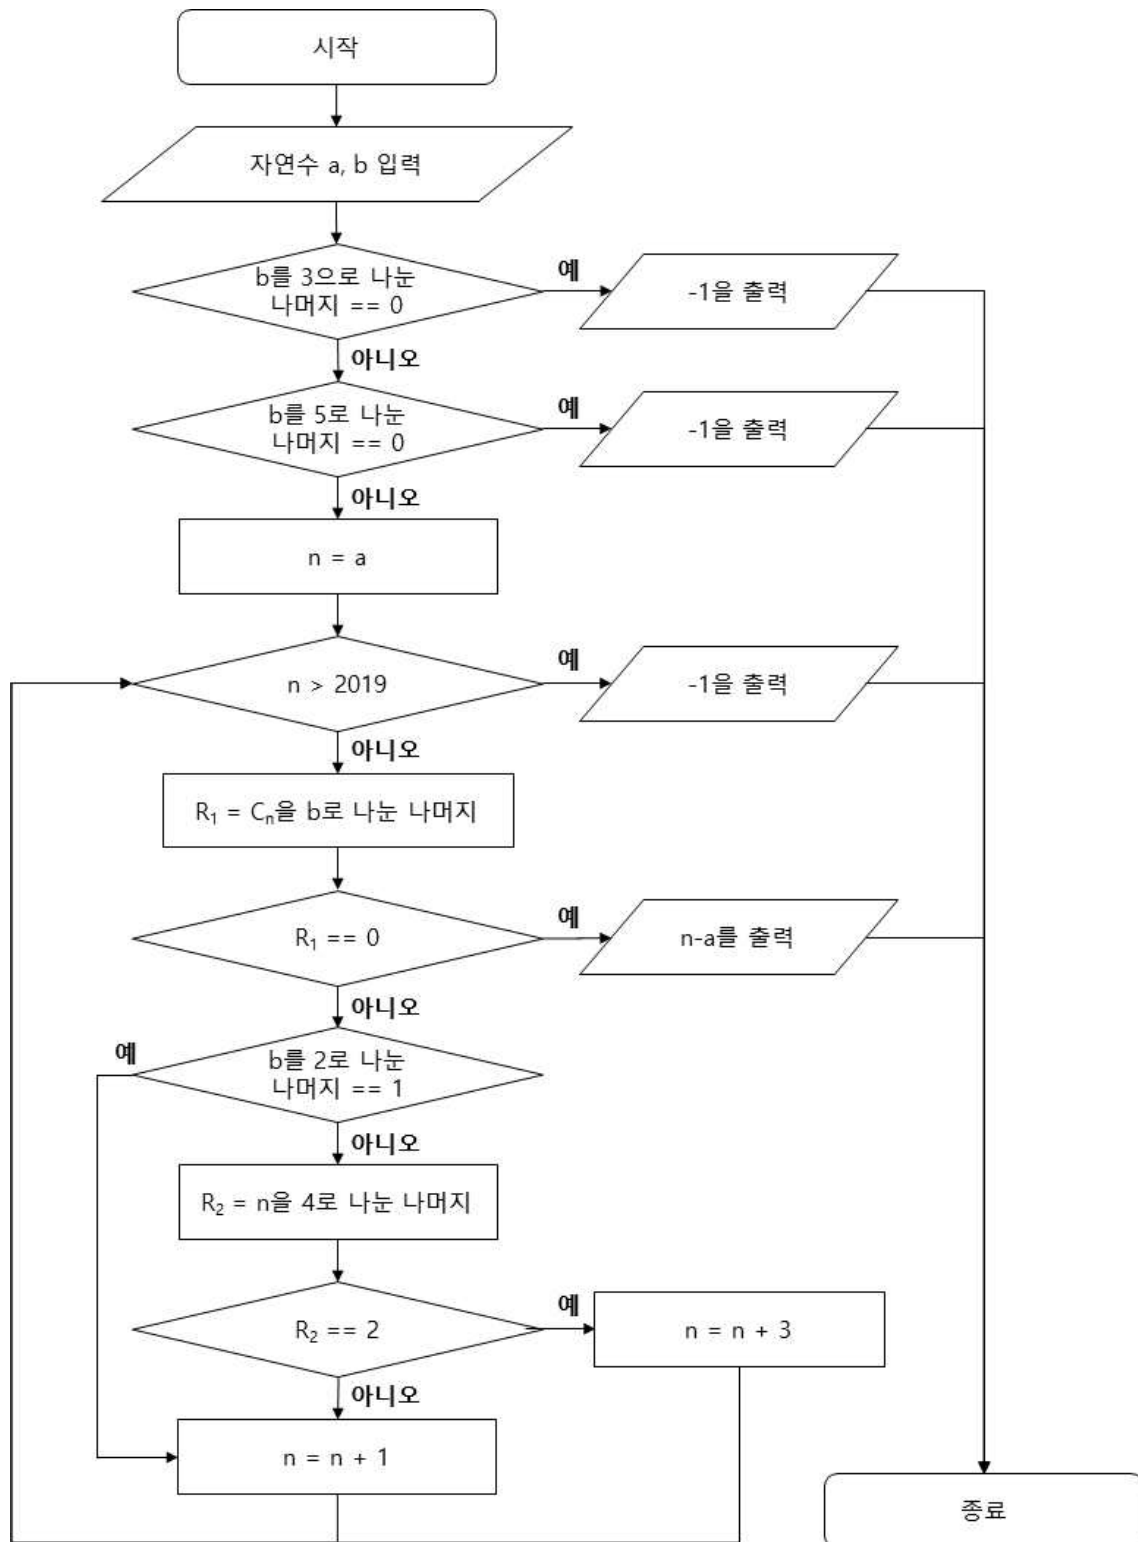 시작
자연수 a, b 입력
b를 3으로 나눈
나머지 == 0
예
-1을 출력
아니오
b를 5로 나눈
나머지 == 0
예
-1을 출력
아니오
n = a
n > 2019
예
-1을 출력
아니오
R₁ = Cₙ을 b로 나눈 나머지
R₁ == 0
예
n-a를 출력
아니오
예
b를 2로 나눈
나머지 == 1
아니오
R₂ = n을 4로 나눈 나머지
R₂ == 2
예
n = n + 3
아니오
n = n + 1
종료